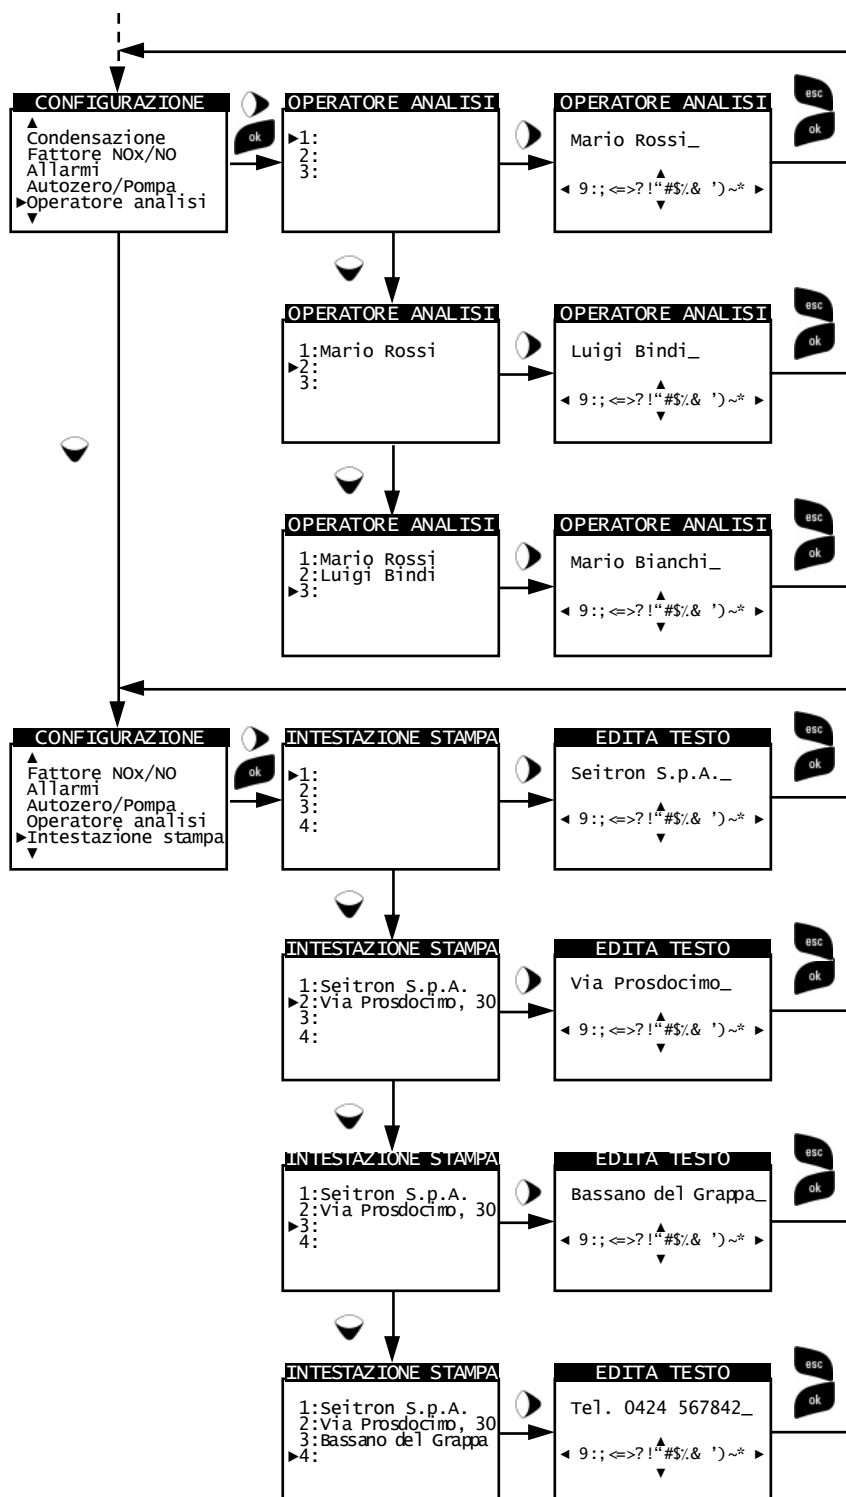 CONFIGURAZIONE
▲
Condensazione
Fattore NOx/NO
Allarmi
Autozero/Pompa
►Operatore analisi
▼
ok
OPERATORE ANALISI
►1:
2:
3:
OPERATORE ANALISI
Mario Rossi_
▲
◄ 9:;<=>?!“#$%& ')~* ►
▼
esc
ok
OPERATORE ANALISI
1:Mario Rossi
►2:
3:
OPERATORE ANALISI
Luigi Bindi_
▲
◄ 9:;<=>?!“#$%& ')~* ►
▼
esc
ok
OPERATORE ANALISI
1:Mario Rossi
2:Luigi Bindi
►3:
OPERATORE ANALISI
Mario Bianchi_
▲
◄ 9:;<=>?!“#$%& ')~* ►
▼
esc
ok
CONFIGURAZIONE
▲
Fattore NOx/NO
Allarmi
Autozero/Pompa
Operatore analisi
►Intestazione stampa
▼
ok
INTESTAZIONE STAMPA
►1:
2:
3:
4:
EDITA TESTO
Seitron S.p.A._
▲
◄ 9:;<=>?!“#$%& ')~* ►
▼
esc
ok
INTESTAZIONE STAMPA
1:Seitron S.p.A.
►2:Via Prosdocimo, 30
3:
4:
EDITA TESTO
Via Prosdocimo_
▲
◄ 9:;<=>?!“#$%& ')~* ►
▼
esc
ok
INTESTAZIONE STAMPA
1:Seitron S.p.A.
2:Via Prosdocimo, 30
►3:
4:
EDITA TESTO
Bassano del Grappa_
▲
◄ 9:;<=>?!“#$%& ')~* ►
▼
esc
ok
INTESTAZIONE STAMPA
1:Seitron S.p.A.
2:Via Prosdocimo, 30
3:Bassano del Grappa
►4:
EDITA TESTO
Tel. 0424 567842_
▲
◄ 9:;<=>?!“#$%& ')~* ►
▼
esc
ok